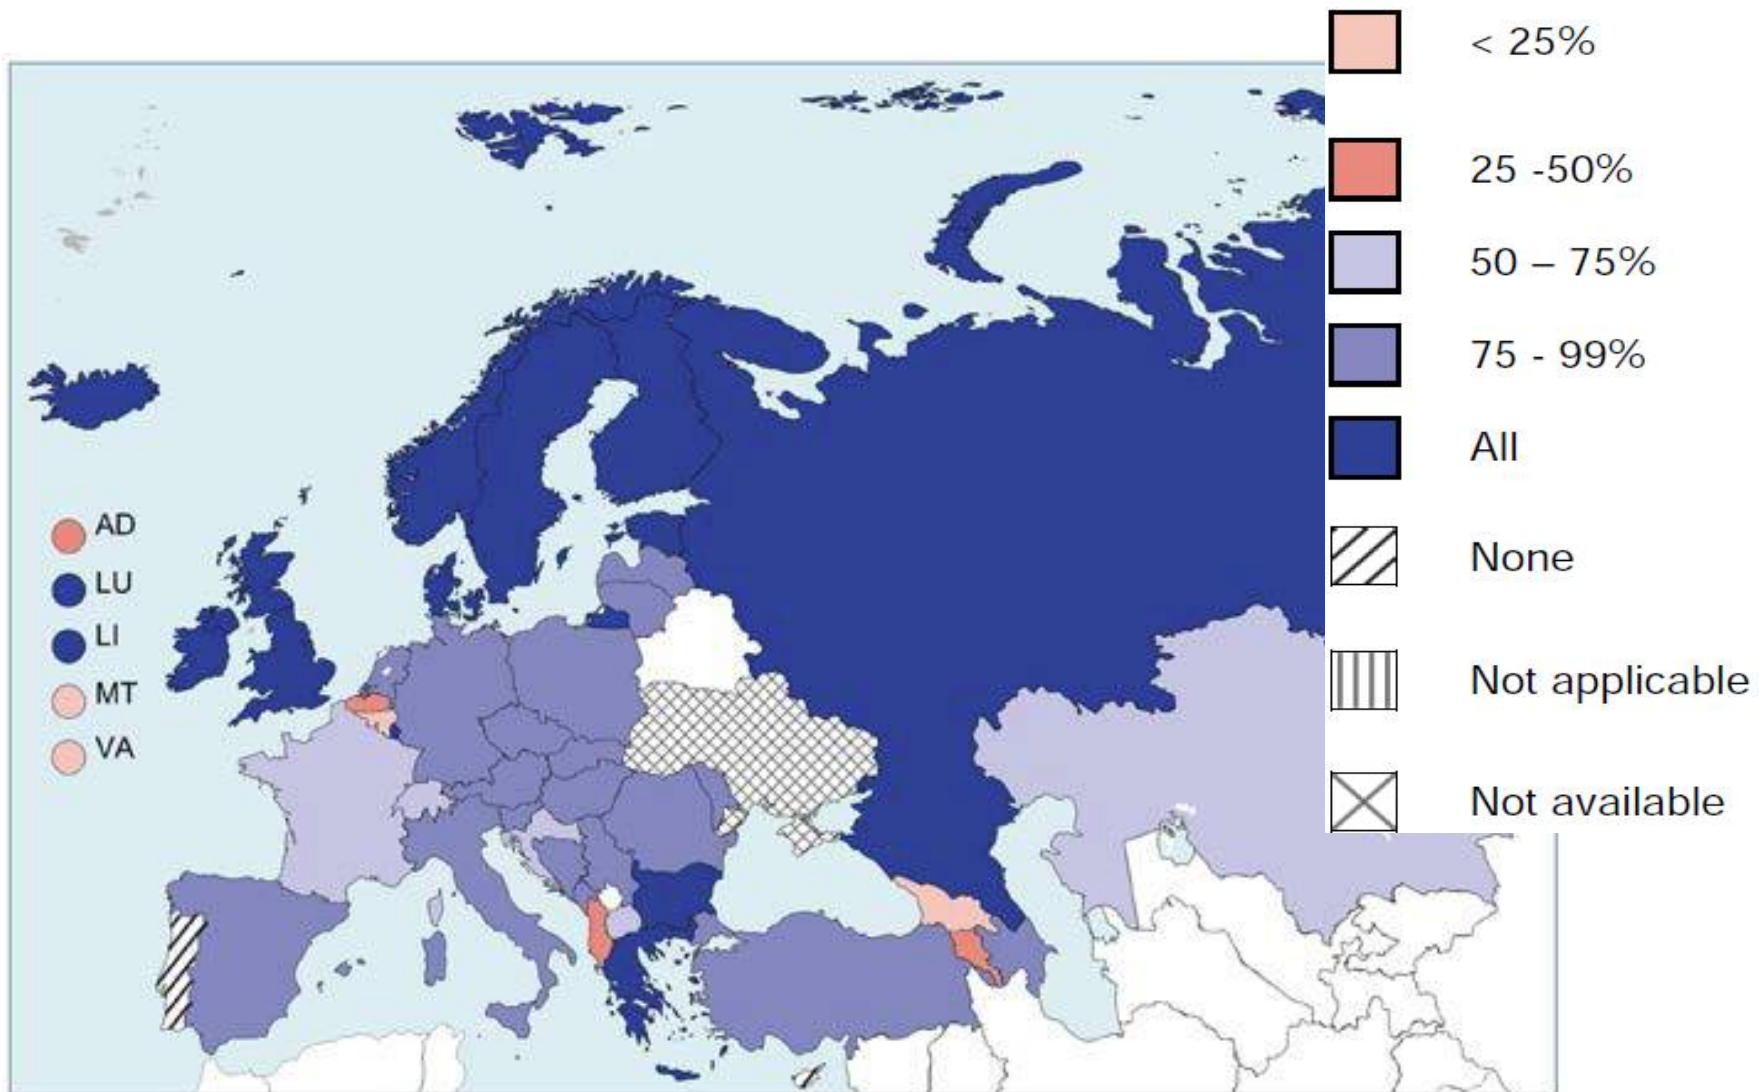 < 25%
25 -50%
50 – 75%
75 - 99%
All
None
Not applicable
Not available
AD
LU
LI
MT
VA